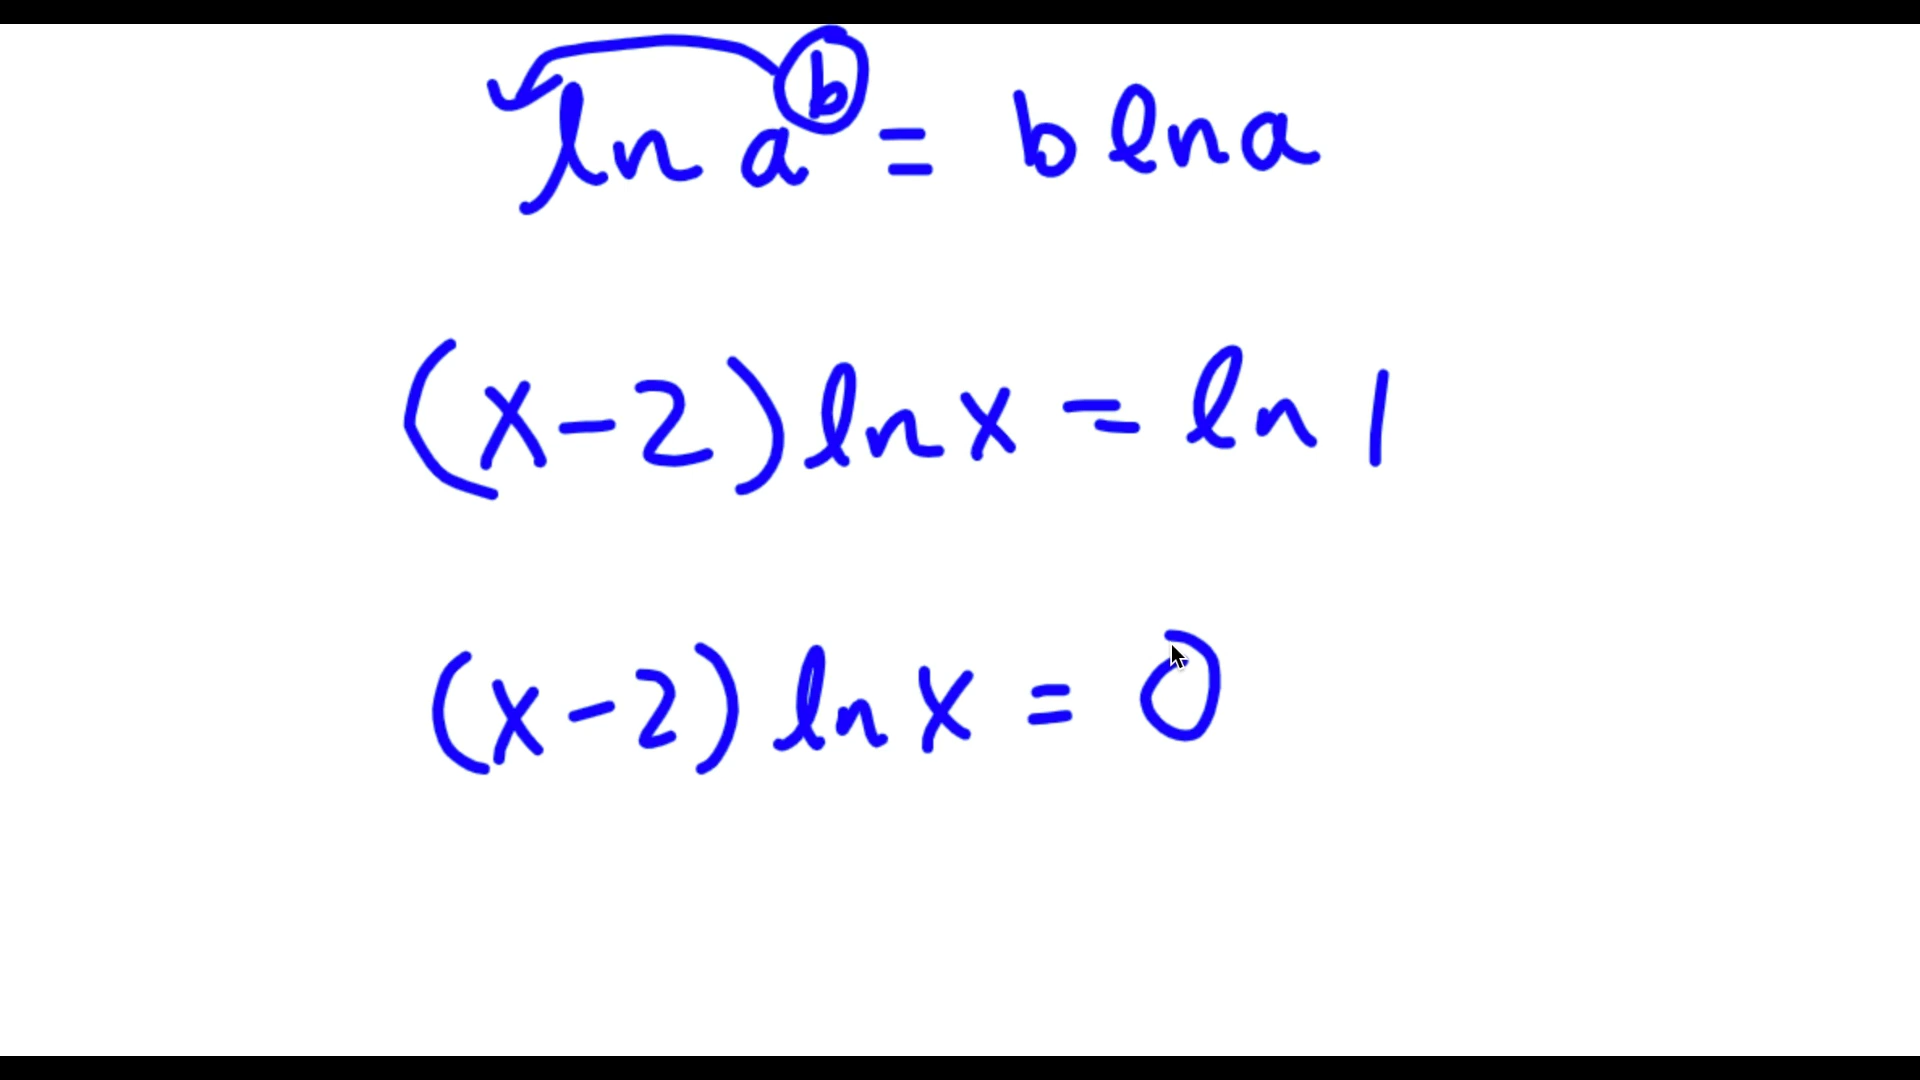 ln a^b = b ln a
(x-2) ln x = ln 1
(x-2) ln x = 0